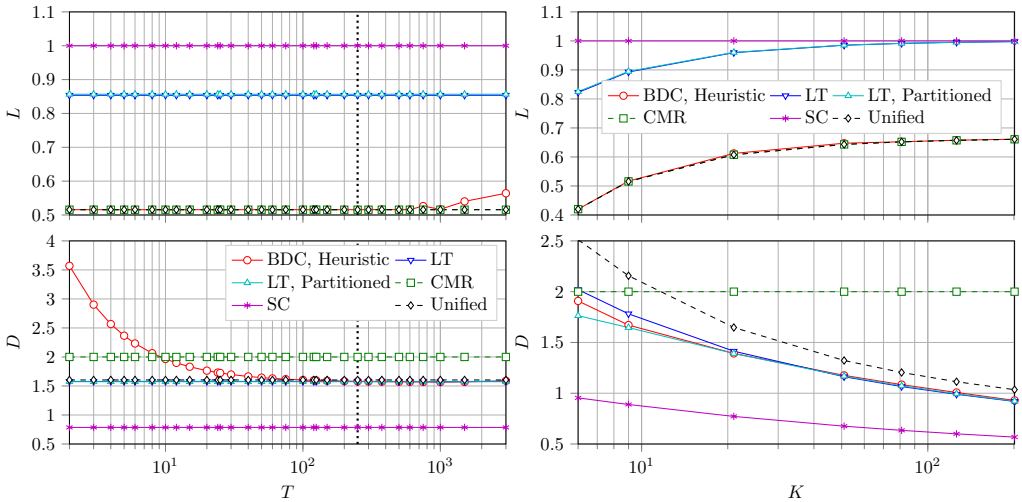 1
0.9
0.8
0.7
0.6
0.5
L
1.1
1
0.9
0.8
0.7
0.6
0.5
0.4
L
BDC, Heuristic LT LT, Partitioned
CMR SC Unified
4
3.5
3
2.5
2
1.5
1
0.5
D
BDC, Heuristic LT
LT, Partitioned CMR
SC Unified
10^1 10^2 10^3
T
2.5
2
1.5
1
0.5
D
10^1 10^2
K